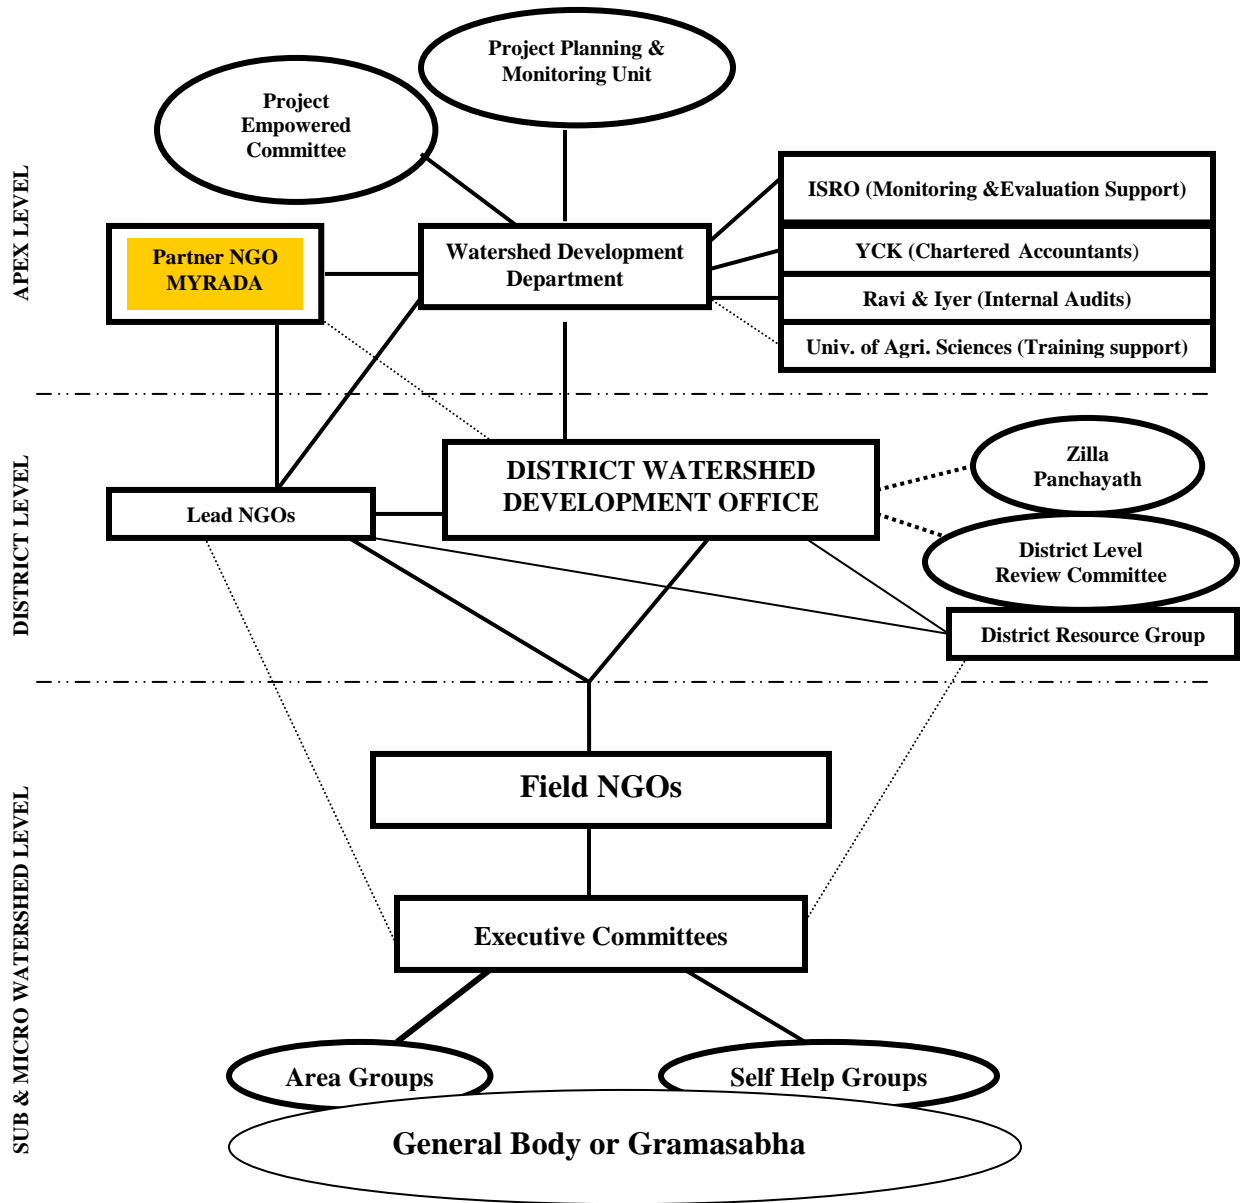 Project Planning &
Monitoring Unit
Project
Empowered
Committee
APEX LEVEL
ISRO (Monitoring &Evaluation Support)
Partner NGO
MYRADA
Watershed Development
Department
YCK (Chartered Accountants)
Ravi & Iyer (Internal Audits)
Univ. of Agri. Sciences (Training support)
DISTRICT LEVEL
Zilla
Panchayath
DISTRICT WATERSHED
DEVELOPMENT OFFICE
Lead NGOs
District Level
Review Committee
District Resource Group
SUB & MICRO WATERSHED LEVEL
Field NGOs
Executive Committees
Area Groups
Self Help Groups
General Body or Gramasabha